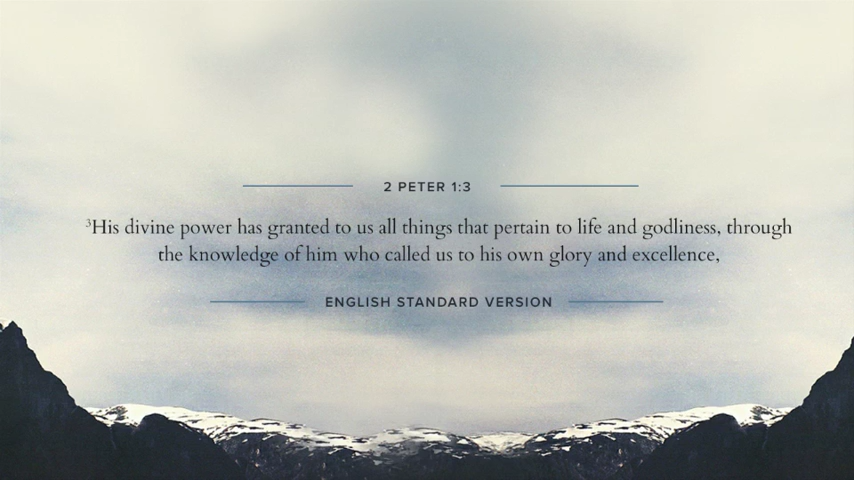 2 PETER 1:3
³His divine power has granted to us all things that pertain to life and godliness, through
the knowledge of him who called us to his own glory and excellence,
ENGLISH STANDARD VERSION